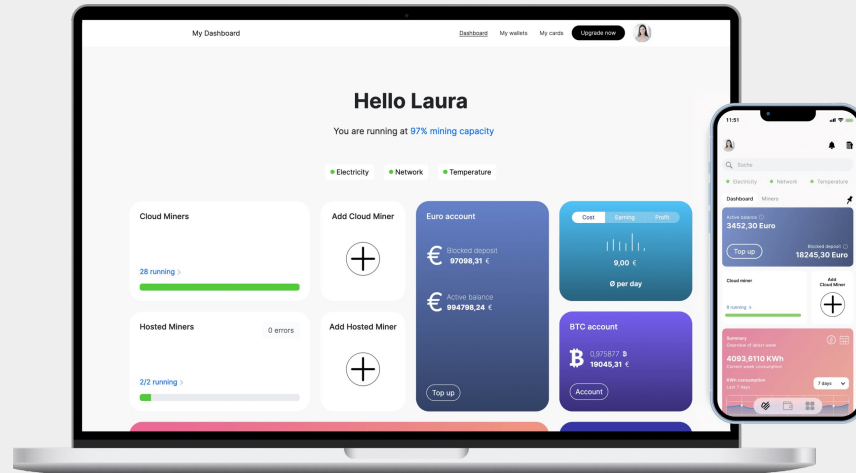 My Dashboard
Dashboard My wallets My cards Upgrade now
Hello Laura
You are running at 97% mining capacity
Electricity Network Temperature
Cloud Miners
28 running >
Add Cloud Miner
Euro account
€ Blocked deposit
97098,31 €
€ Active balance
994798,24 €
Top up
Cost Earning Profit
9,00 €
Ø per day
Hosted Miners
0 errors
2/2 running >
Add Hosted Miner
BTC account
0,975877
19045,31 €
Account
11:51
Suche
Electricity Network Temperature
Dashboard Miners
Active balance
3452,30 Euro
Top up
Blocked deposit
18245,30 Euro
Cloud miner
running >
Add
Cloud Miner
Summary
4093,6110 KWh
Current week consumption
KWh consumption
Last 7 days
7 days